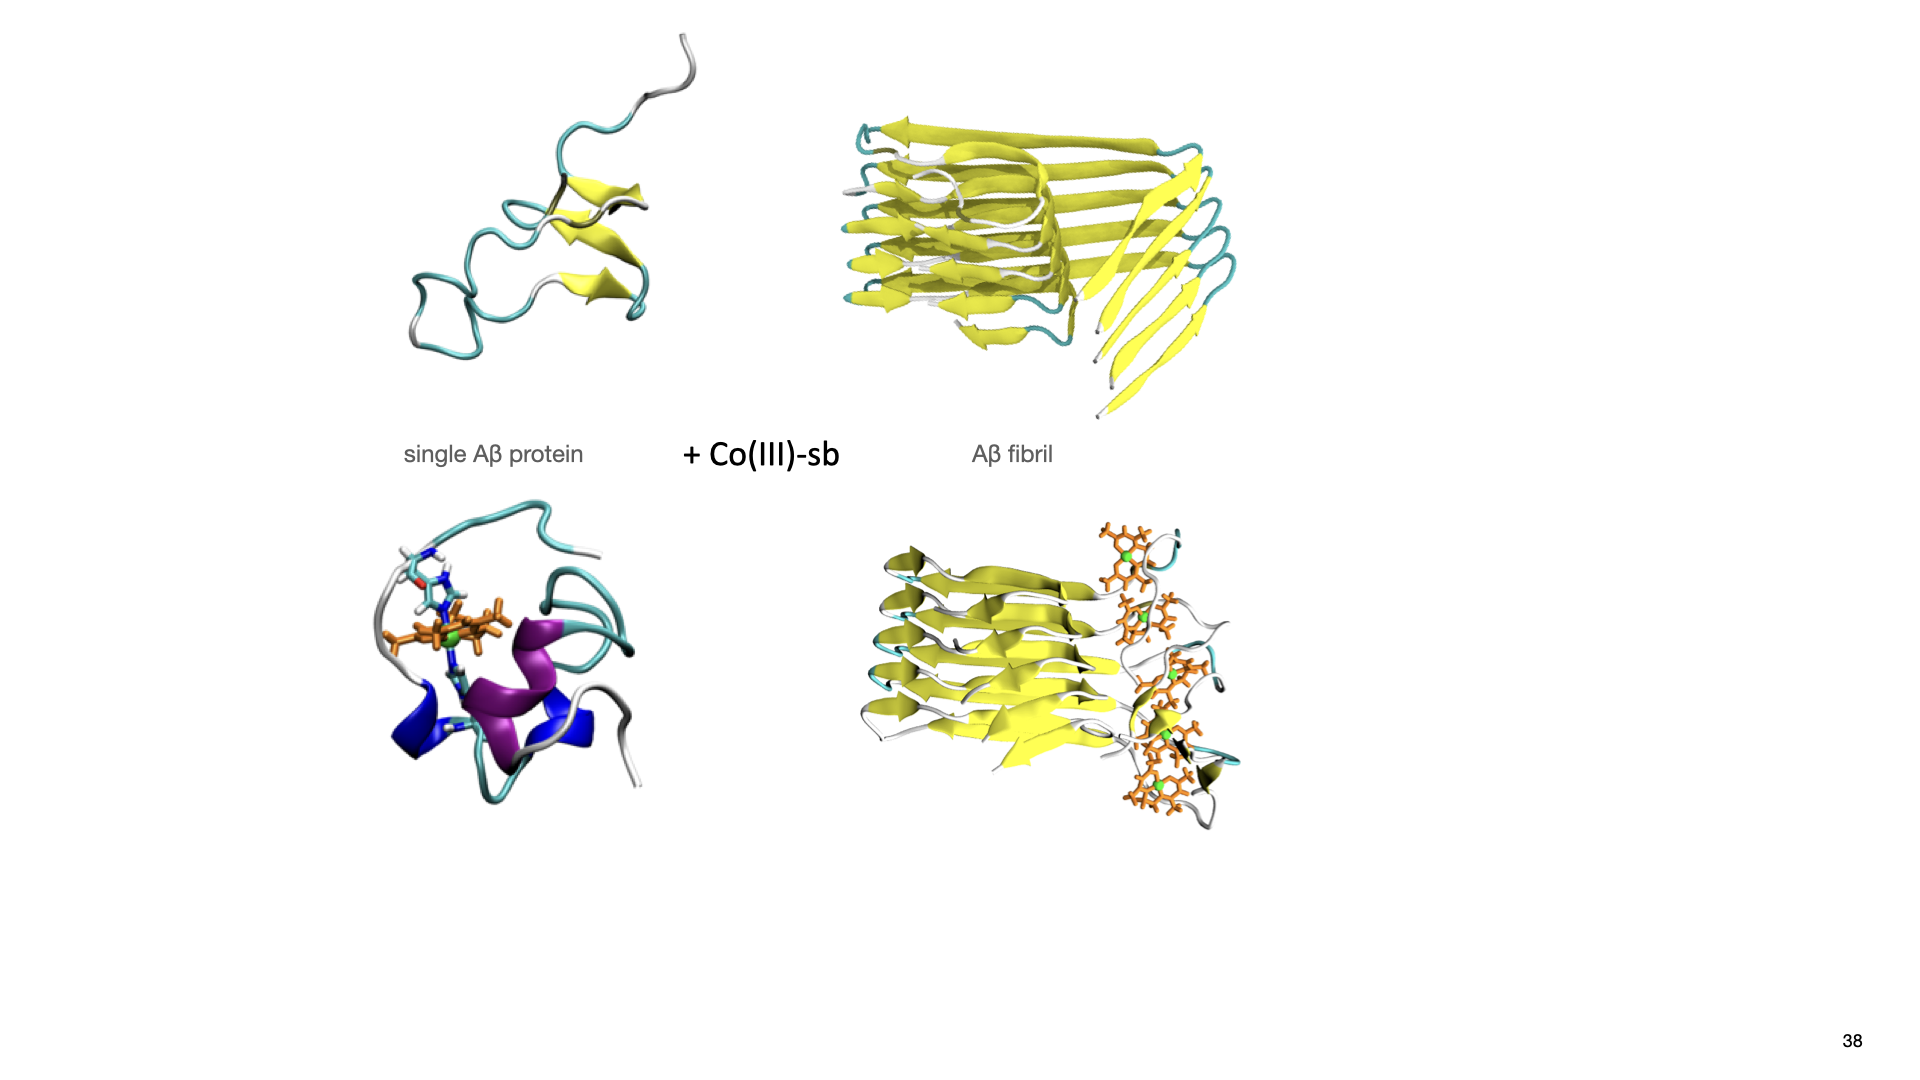 single Aβ protein
+ Co(III)-sb
Aβ fibril
38